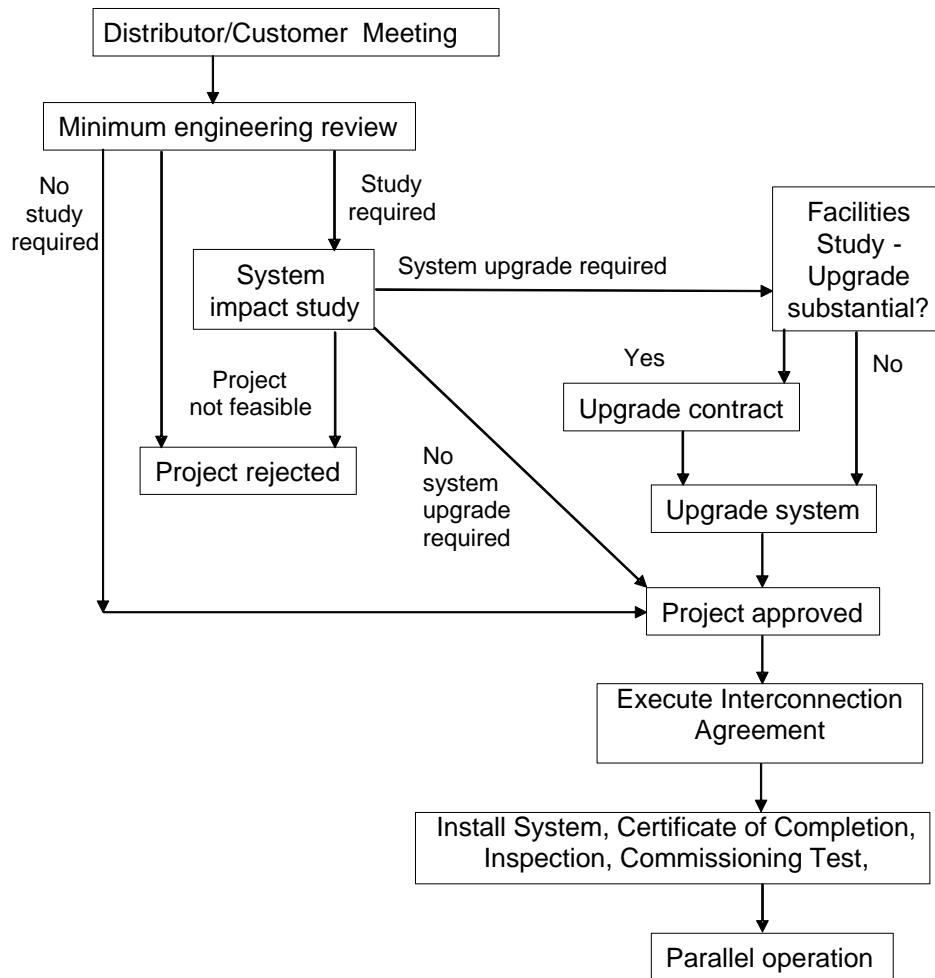 Distributor/Customer  Meeting
Minimum engineering review
No
study
required
Study
required
Facilities
Study -
Upgrade
substantial?
System
impact study
System upgrade required
Yes
No
Project
not feasible
Upgrade contract
Project rejected
No
system
upgrade
required
Upgrade system
Project approved
Execute Interconnection
Agreement
Install System, Certificate of Completion,
Inspection, Commissioning Test,
Parallel operation